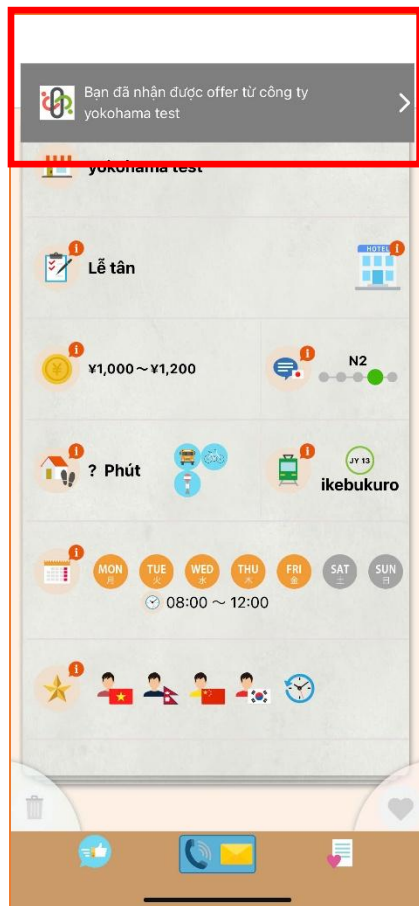 Bạn đã nhận được offer từ công ty
yokohama test
yokohama test
HOTEL
Lễ tân
¥1,000～¥1,200
N2
? Phút
JY 13
ikebukuro
MON TUE WED THU FRI SAT SUN
月 火 水 木 金 土 日
08:00 ～ 12:00